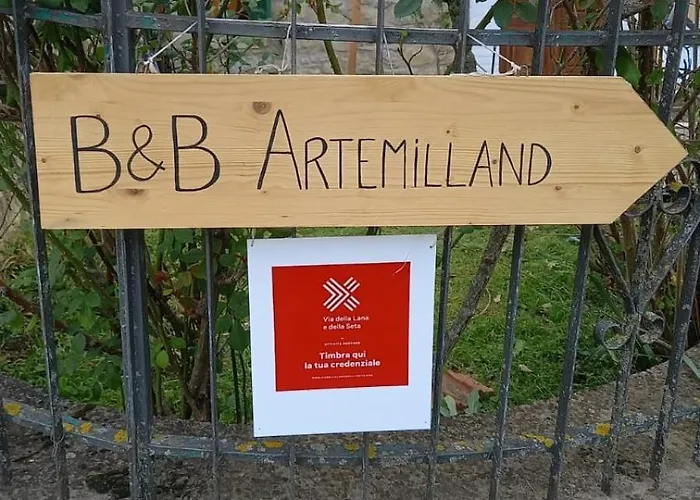 B&B ARTEMILLAND
Via della Lana
e della Seta
Timbra qui
la tua credenziale